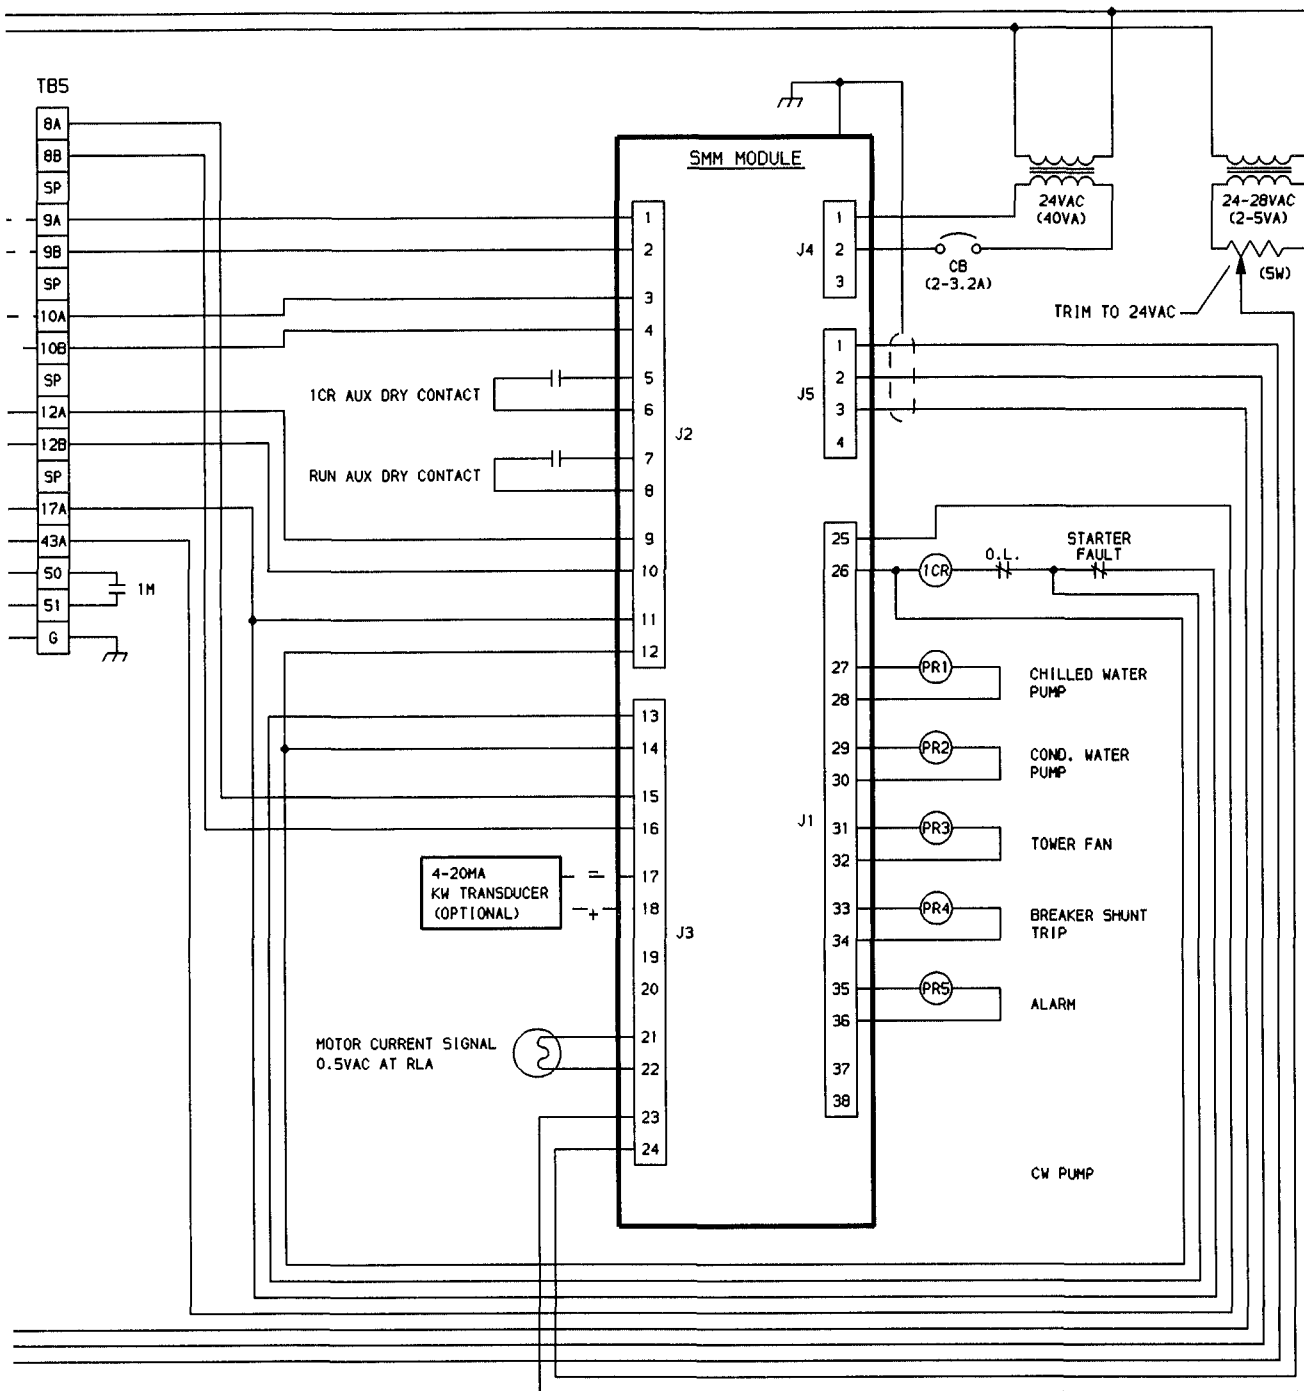 TB5
8A
8B
SP
9A
9B
SP
10A
10B
SP
12A
12B
SP
17A
43A
50
51
G
1M
SMM MODULE
1
2
3
4
5
6
7
8
9
10
11
12
J2
1CR AUX DRY CONTACT
RUN AUX DRY CONTACT
13
14
15
16
17
18
19
20
21
22
23
24
J3
4-20MA
KW TRANSDUCER
(OPTIONAL)
-
+
MOTOR CURRENT SIGNAL
0.5VAC AT RLA
J4
1
2
3
24VAC
(40VA)
CB
(2-3.2A)
24-28VAC
(2-5VA)
(5W)
TRIM TO 24VAC
J5
1
2
3
4
J1
25
26
27
28
29
30
31
32
33
34
35
36
37
38
1CR
O.L.
STARTER
FAULT
PR1
CHILLED WATER
PUMP
PR2
COND. WATER
PUMP
PR3
TOWER FAN
PR4
BREAKER SHUNT
TRIP
PR5
ALARM
CW PUMP